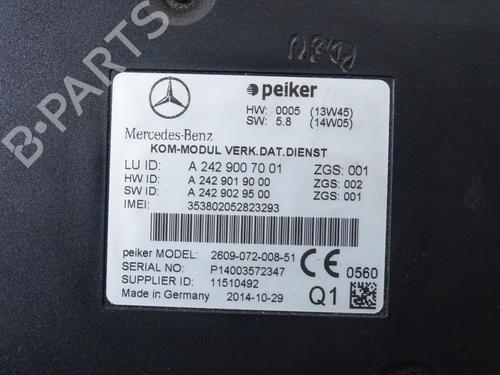 peiker
HW: 0005 (13W45)
SW: 5.8 (14W05)
Mercedes-Benz
KOM-MODUL VERK.DAT.DIENST
LU ID: A 242 900 70 01 ZGS: 001
HW ID: A 242 901 90 00 ZGS: 002
SW ID: A 242 902 95 00 ZGS: 001
IMEI: 353802052823293
peiker MODEL: 2609-072-008-51
SERIAL NO: P14003572347 CE 0560
SUPPLIER ID: 11510492
Made in Germany 2014-10-29 Q1